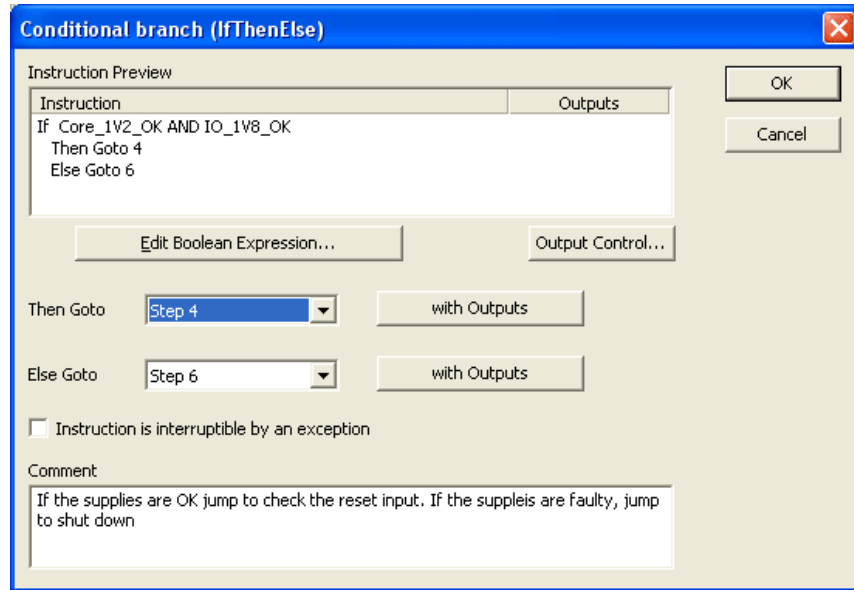 Conditional branch (IfThenElse)
Instruction Preview
OK
Instruction Outputs
If Core_1V2_OK AND IO_1V8_OK
Then Goto 4
Cancel
Else Goto 6
Edit Boolean Expression...
Output Control...
Then Goto Step 4 with Outputs
Else Goto Step 6 with Outputs
Instruction is interruptible by an exception
Comment
If the supplies are OK jump to check the reset input. If the suppleis are faulty, jump
to shut down